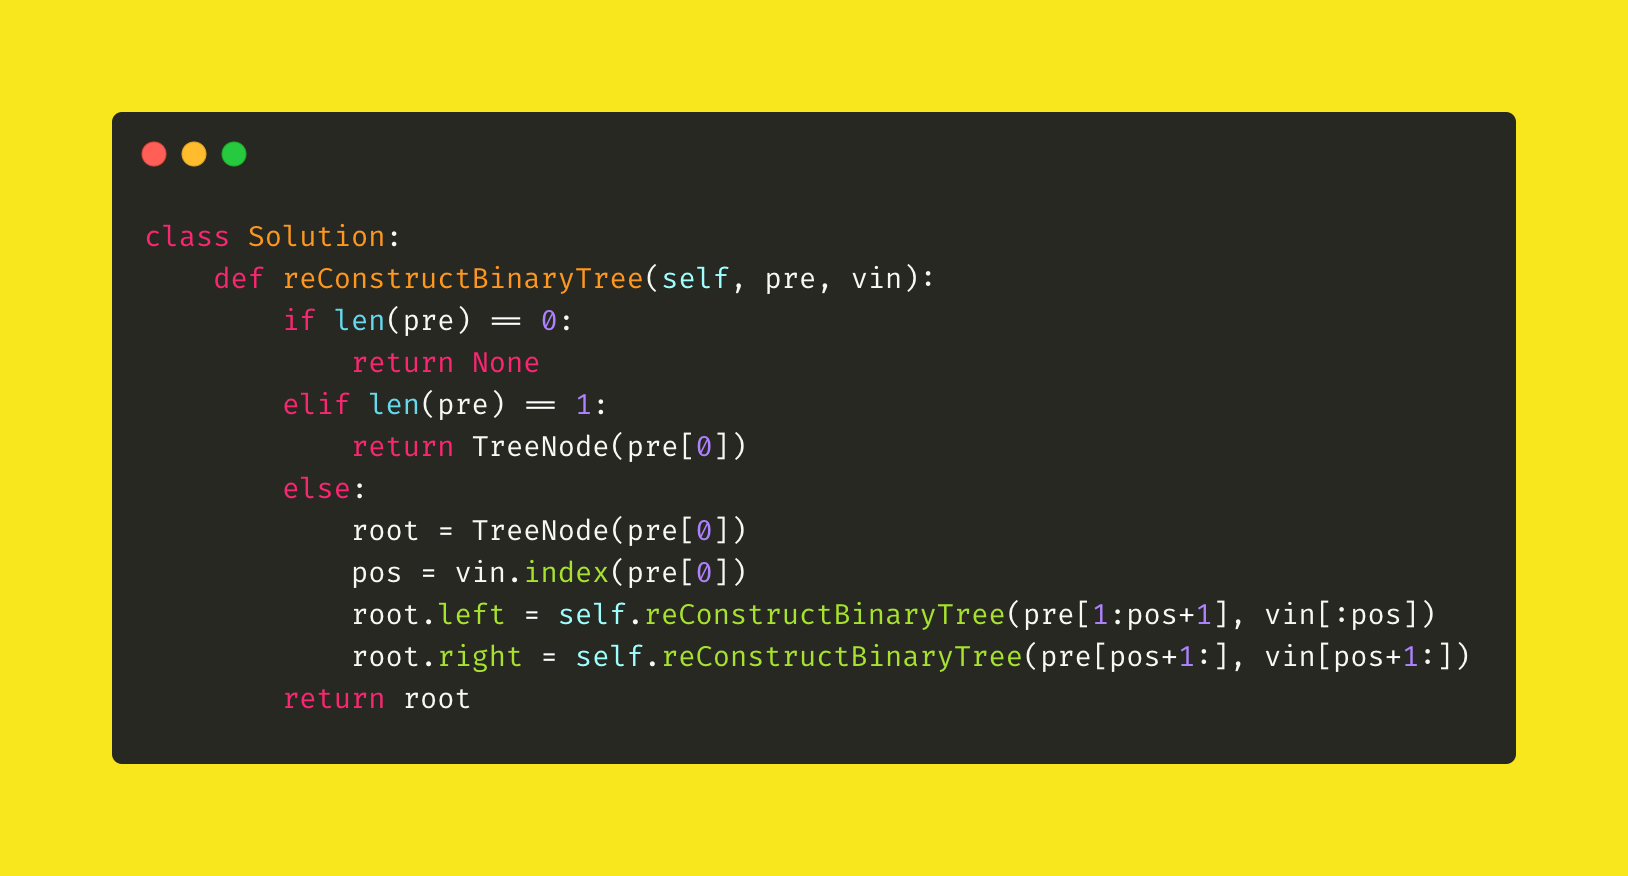 class Solution:
    def reConstructBinaryTree(self, pre, vin):
        if len(pre) == 0:
            return None
        elif len(pre) == 1:
            return TreeNode(pre[0])
        else:
            root = TreeNode(pre[0])
            pos = vin.index(pre[0])
            root.left = self.reConstructBinaryTree(pre[1:pos+1], vin[:pos])
            root.right = self.reConstructBinaryTree(pre[pos+1:], vin[pos+1:])
        return root